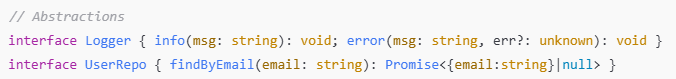 // Abstractions
interface Logger { info(msg: string): void; error(msg: string, err?: unknown): void }
interface UserRepo { findByEmail(email: string): Promise<{email:string}|null> }